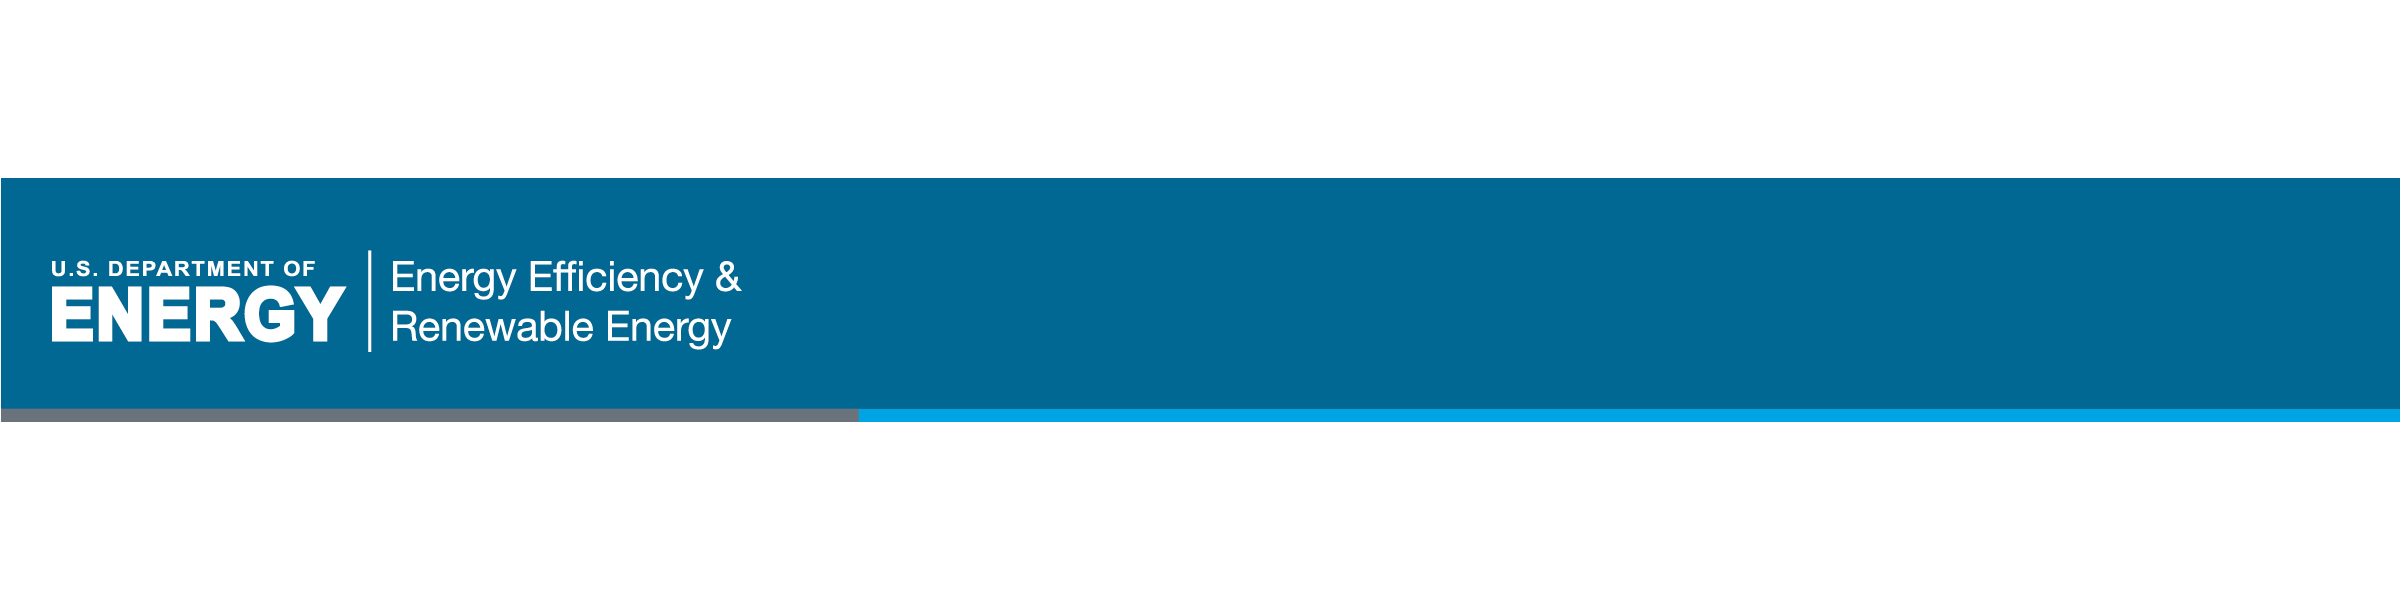 U.S. DEPARTMENT OF
ENERGY
Energy Efficiency &
Renewable Energy